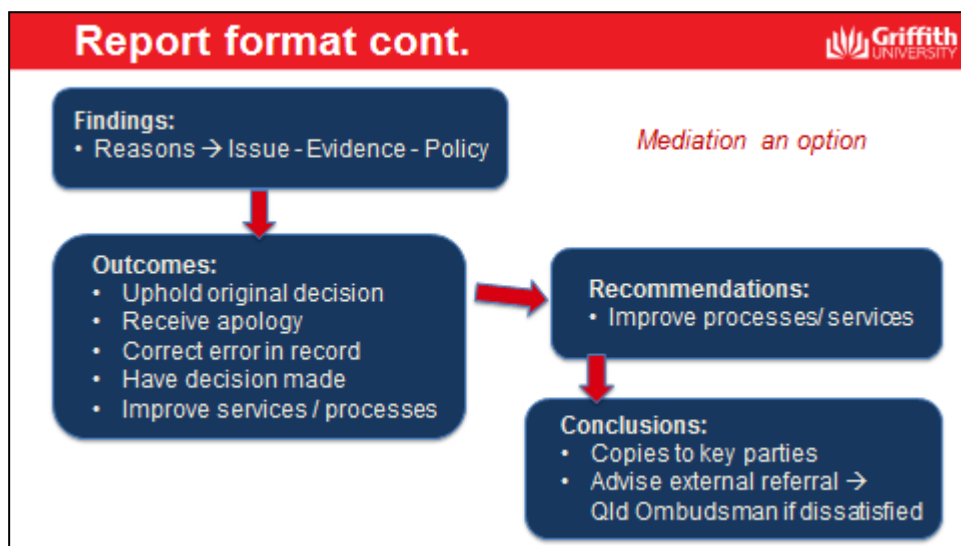 Report format cont.
Griffith
UNIVERSITY
Findings:
• Reasons → Issue - Evidence - Policy
Mediation an option
Outcomes:
• Uphold original decision
• Receive apology
• Correct error in record
• Have decision made
• Improve services / processes
Recommendations:
• Improve processes/ services
Conclusions:
• Copies to key parties
• Advise external referral →
Qld Ombudsman if dissatisfied